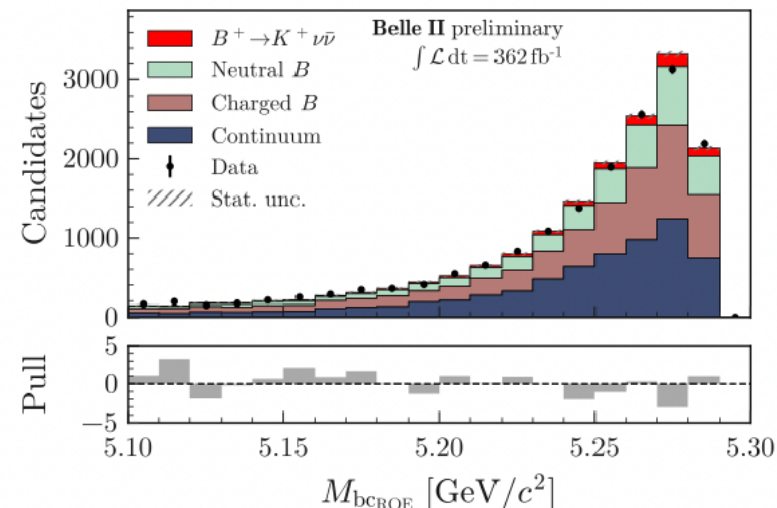 Belle II preliminary
∫ 𝓛 dt = 362 fb⁻¹
B⁺→K⁺νν̄
Neutral B
Charged B
Continuum
Data
Stat. unc.
Candidates
3000
2000
1000
0
Pull
5
0
−5
5.10 5.15 5.20 5.25 5.30
M_bc_ROE [GeV/c²]